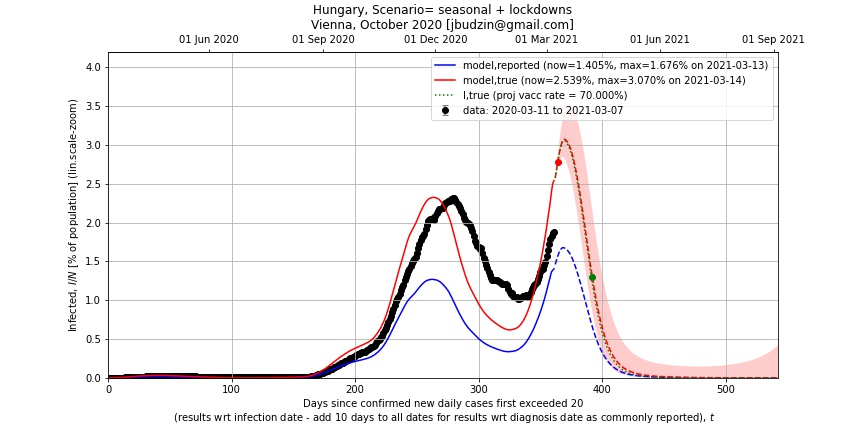 Hungary, Scenario= seasonal + lockdowns
Vienna, October 2020 [jbudzin@gmail.com]
01 Jun 2020 01 Sep 2020 01 Dec 2020 01 Mar 2021 01 Jun 2021 01 Sep 2021
model,reported (now=1.405%, max=1.676% on 2021-03-13)
model,true (now=2.539%, max=3.070% on 2021-03-14)
I,true (proj vacc rate = 70.000%)
data: 2020-03-11 to 2021-03-07
Infected, I/N [% of population] (lin.scale-zoom)
4.0
3.5
3.0
2.5
2.0
1.5
1.0
0.5
0.0
0 100 200 300 400 500
Days since confirmed new daily cases first exceeded 20
(results wrt infection date - add 10 days to all dates for results wrt diagnosis date as commonly reported), t